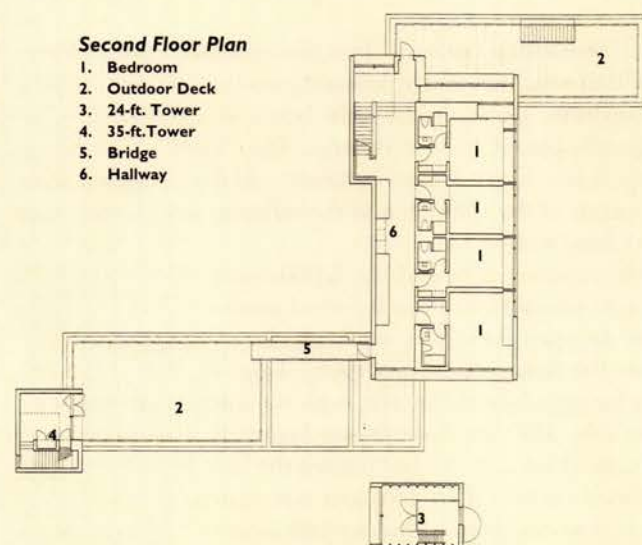 Second Floor Plan
1. Bedroom
2. Outdoor Deck
3. 24-ft. Tower
4. 35-ft.Tower
5. Bridge
6. Hallway
2
1
1
6
1
1
5
2
4
3